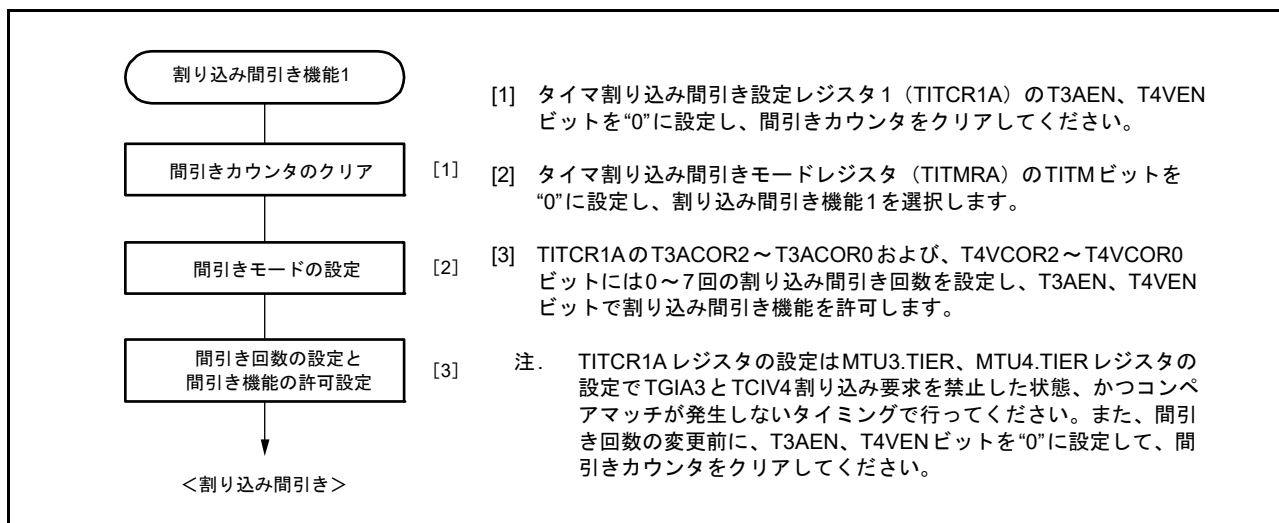 割り込み間引き機能1
間引きカウンタのクリア
[1]
間引きモードの設定
[2]
間引き回数の設定と
間引き機能の許可設定
[3]
<割り込み間引き>
[1] タイマ割り込み間引き設定レジスタ1（TITCR1A）のT3AEN、T4VEN
ビットを“0”に設定し、間引きカウンタをクリアしてください。
[2] タイマ割り込み間引きモードレジスタ（TITMRA）のTITMビットを
“0”に設定し、割り込み間引き機能1を選択します。
[3] TITCR1AのT3ACOR2～T3ACOR0および、T4VCOR2～T4VCOR0
ビットには0～7回の割り込み間引き回数を設定し、T3AEN、T4VEN
ビットで割り込み間引き機能を許可します。
注. TITCR1Aレジスタの設定はMTU3.TIER、MTU4.TIERレジスタの
設定でTGIA3とTCIV4割り込み要求を禁止した状態、かつコンペ
アマッチが発生しないタイミングで行ってください。また、間引
き回数の変更前に、T3AEN、T4VENビットを“0”に設定して、間
引きカウンタをクリアしてください。